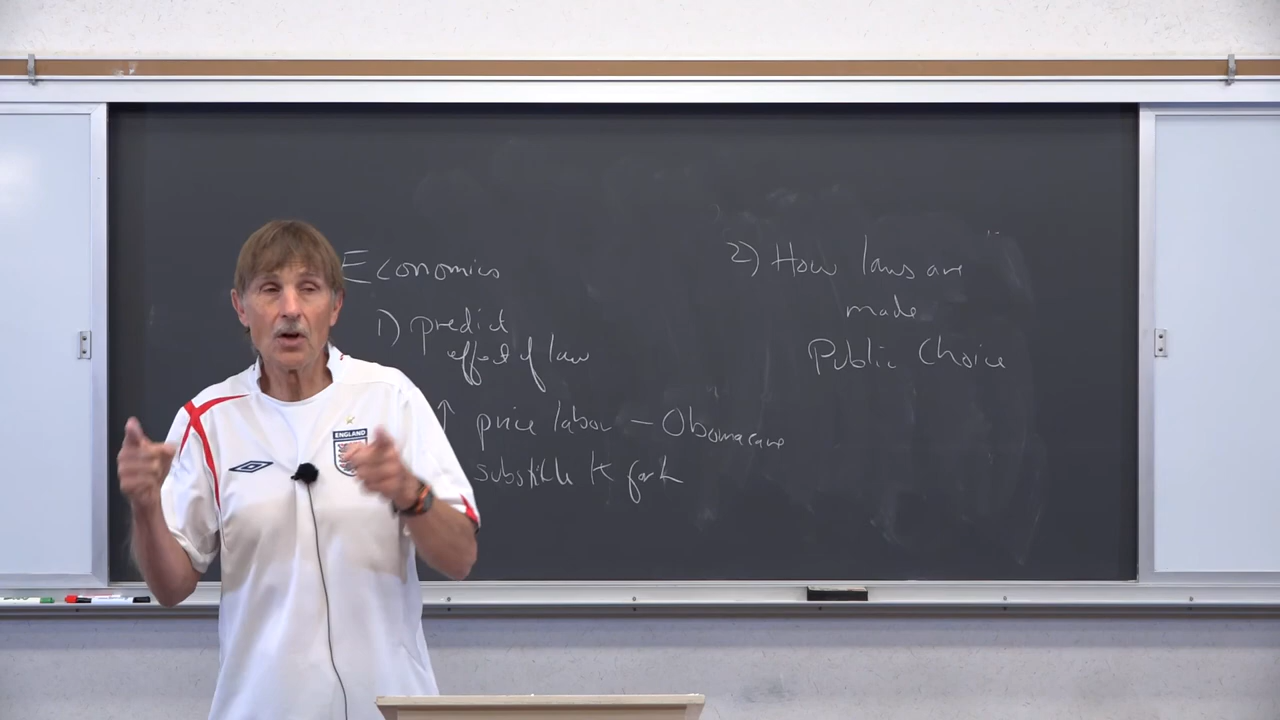 Economics
1) predict
effect of law
↑ price labor — Obamacare
substitute K for L
2) How laws are
made
Public Choice
ENGLAND